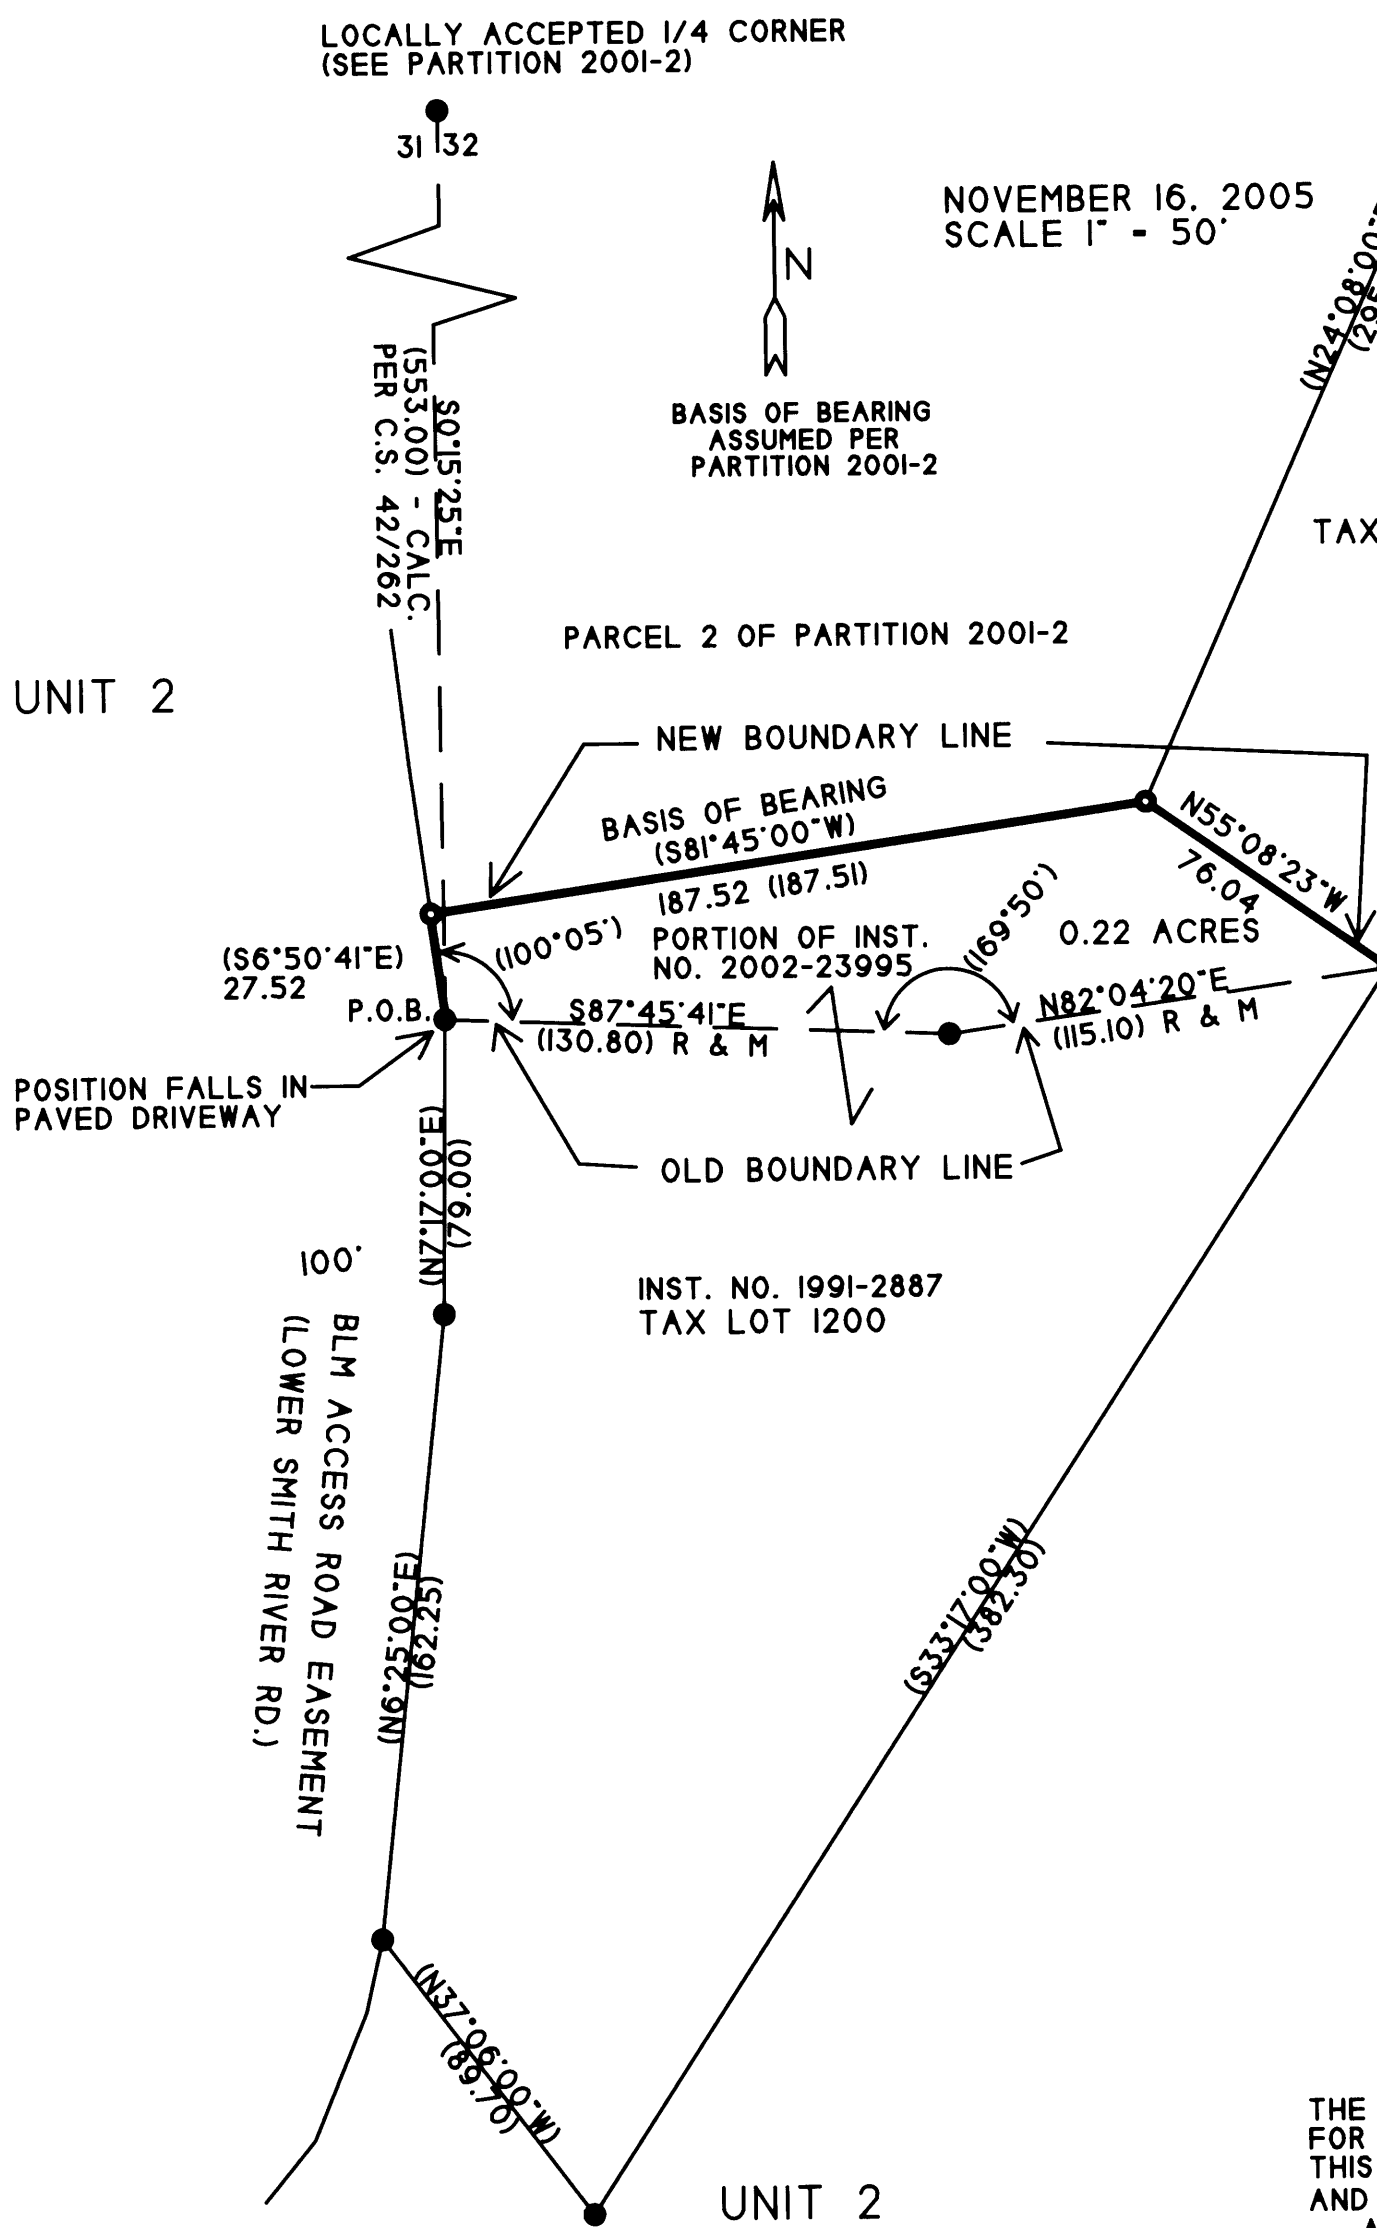 LOCALLY ACCEPTED 1/4 CORNER
(SEE PARTITION 2001-2)
31 32
NOVEMBER 16, 2005
SCALE 1" - 50'
N
BASIS OF BEARING
ASSUMED PER
PARTITION 2001-2
(N24°08'00"
S0°15'25"E
(553.00) - CALC.
PER C.S. 42/262
TAX
PARCEL 2 OF PARTITION 2001-2
UNIT 2
NEW BOUNDARY LINE
BASIS OF BEARING
(S81°45'00"W)
187.52 (187.51)
N55°08'23"W
76.04
(100°05')
PORTION OF INST.
NO. 2002-23995
(169°50')
0.22 ACRES
(S6°50'41"E)
27.52
P.O.B.
S87°45'41"E
(130.80) R & M
N82°04'20"E
(115.10) R & M
POSITION FALLS IN
PAVED DRIVEWAY
OLD BOUNDARY LINE
(N7°17'00"E)
(79.00)
100'
BLM ACCESS ROAD EASEMENT
(LOWER SMITH RIVER RD.)
INST. NO. 1991-2887
TAX LOT 1200
(N6°25'00"E)
(162.25)
(S33°17'00"W)
(382.30)
(N37°06'00"W)
(89.70)
UNIT 2
THE
FOR
THIS
AND